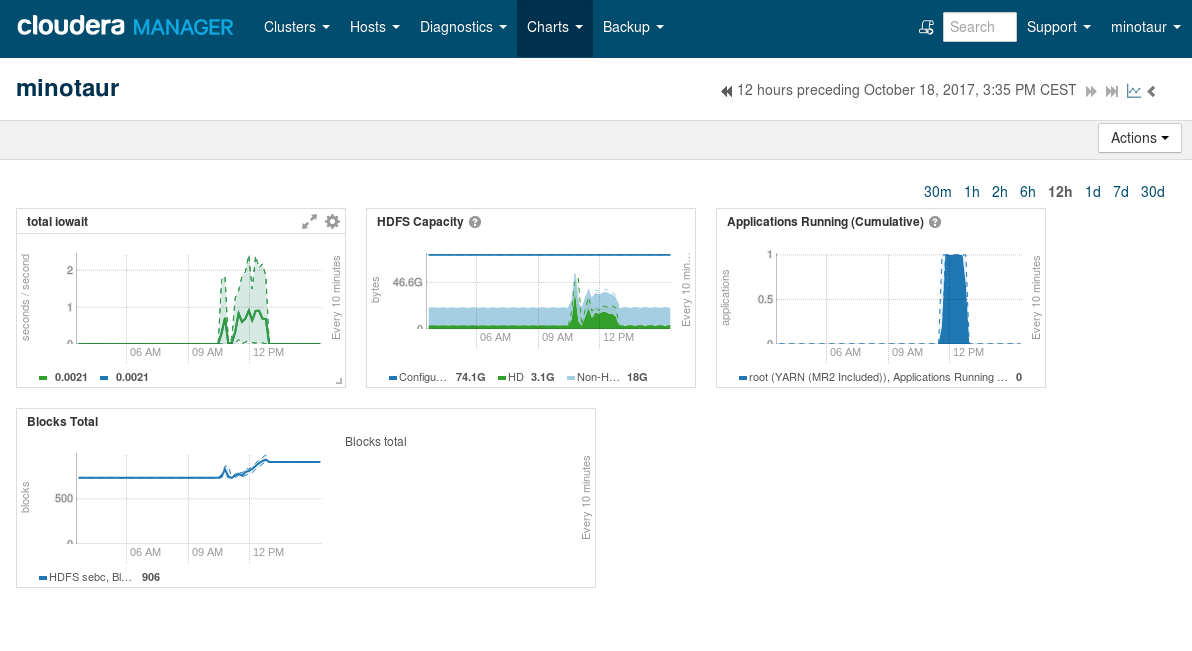 cloudera MANAGER Clusters Hosts Diagnostics Charts Backup Search Support minotaur
minotaur
12 hours preceding October 18, 2017, 3:35 PM CEST
Actions
30m 1h 2h 6h 12h 1d 7d 30d
total iowait
seconds / second
2
1
0
06 AM 09 AM 12 PM
Every 10 minutes
0.0021 0.0021
HDFS Capacity ?
bytes
46.6G
0
06 AM 09 AM 12 PM
Every 10 min...
Configu... 74.1G HD 3.1G Non-H... 18G
Applications Running (Cumulative) ?
applications
1
0.5
0
06 AM 09 AM 12 PM
Every 10 minutes
root (YARN (MR2 Included)), Applications Running ... 0
Blocks Total
Blocks total
blocks
500
0
06 AM 09 AM 12 PM
Every 10 minutes
HDFS sebc, Bl... 906